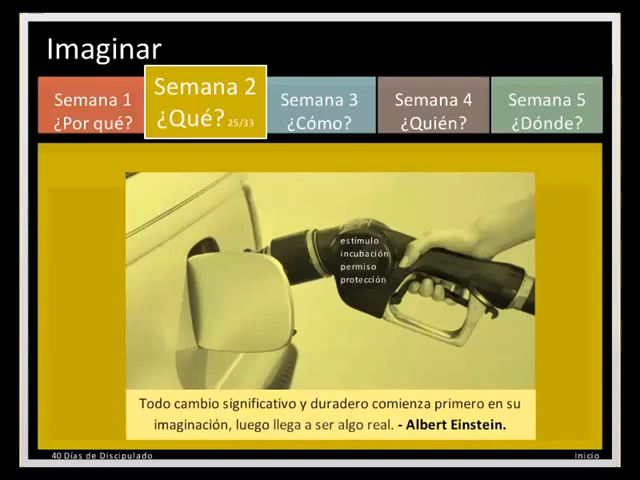 Imaginar
Semana 1
¿Por qué?
Semana 2
¿Qué? 25/33
Semana 3
¿Cómo?
Semana 4
¿Quién?
Semana 5
¿Dónde?
estímulo
incubación
permiso
protección
Todo cambio significativo y duradero comienza primero en su
imaginación, luego llega a ser algo real. - Albert Einstein.
40 Días de Discipulado
Inicio